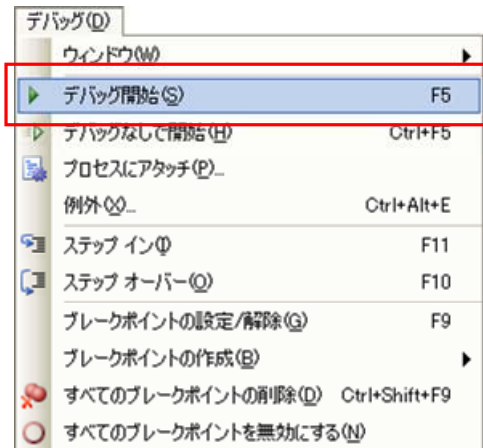 デバッグ(D)
ウィンドウ(W)
デバッグ開始(S) F5
デバッグなしで開始(H) Ctrl+F5
プロセスにアタッチ(P)...
例外(X)... Ctrl+Alt+E
ステップ イン(I) F11
ステップ オーバー(O) F10
ブレークポイントの設定/解除(G) F9
ブレークポイントの作成(B)
すべてのブレークポイントの削除(D) Ctrl+Shift+F9
すべてのブレークポイントを無効にする(N)